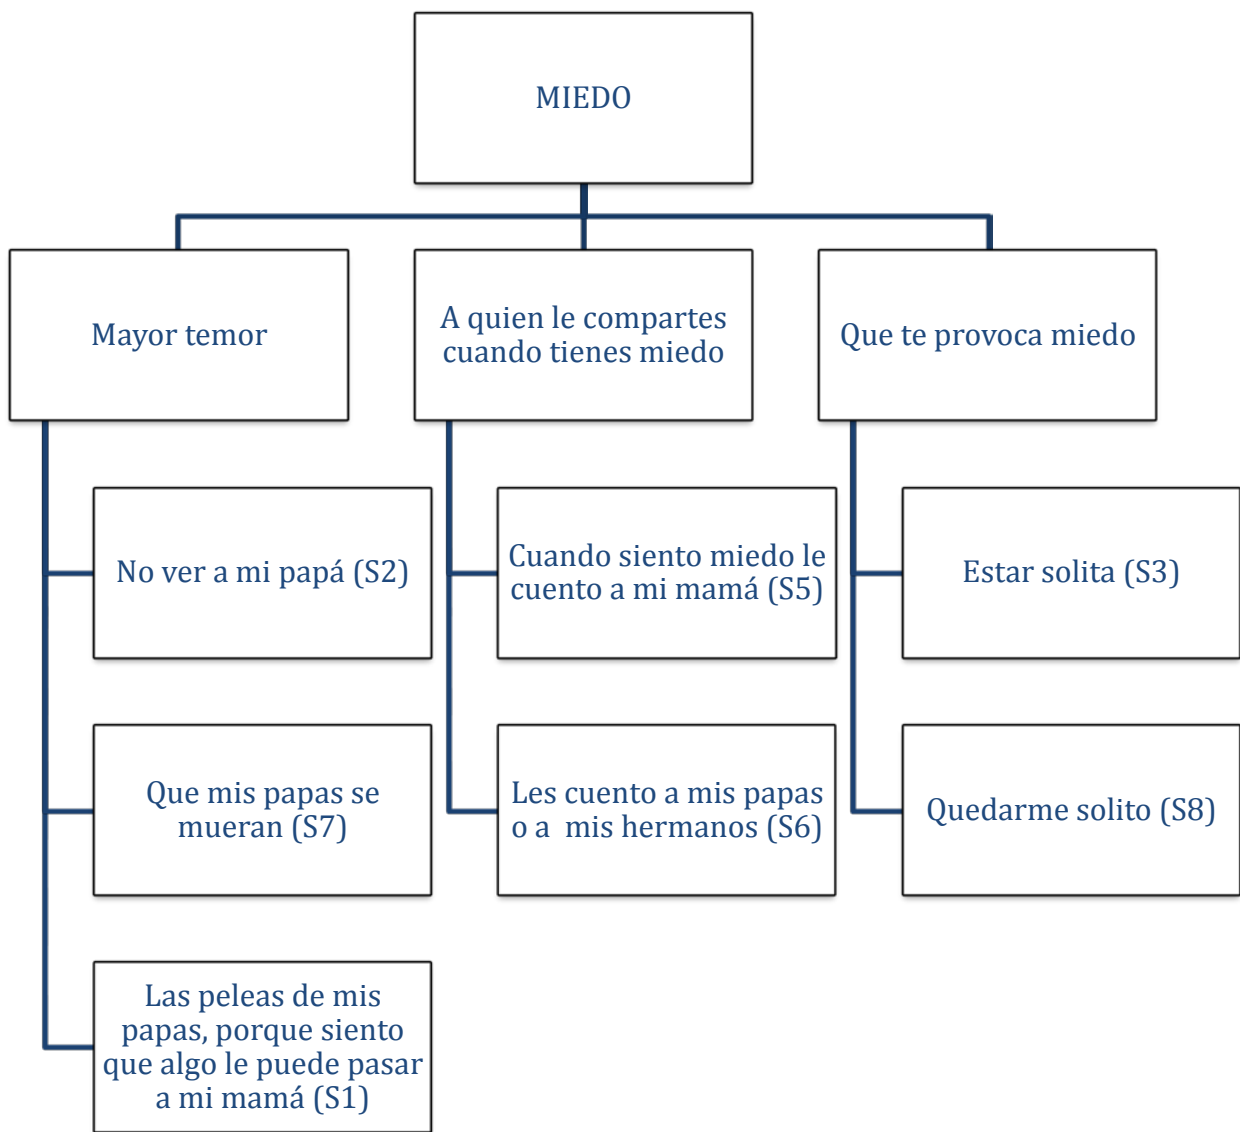 MIEDO
Mayor temor
A quien le compartes
cuando tienes miedo
Que te provoca miedo
No ver a mi papá (S2)
Cuando siento miedo le
cuento a mi mamá (S5)
Estar solita (S3)
Que mis papas se
mueran (S7)
Les cuento a mis papas
o a  mis hermanos (S6)
Quedarme solito (S8)
Las peleas de mis
papas, porque siento
que algo le puede pasar
a mi mamá (S1)